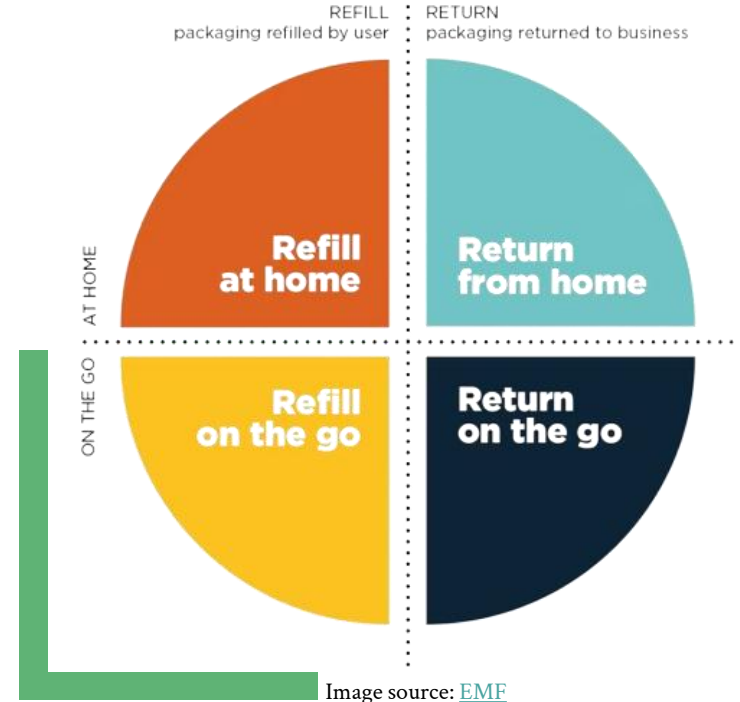 REFILL
packaging refilled by user
RETURN
packaging returned to business
AT HOME
Refill
at home
Return
from home
ON THE GO
Refill
on the go
Return
on the go
Image source: EMF